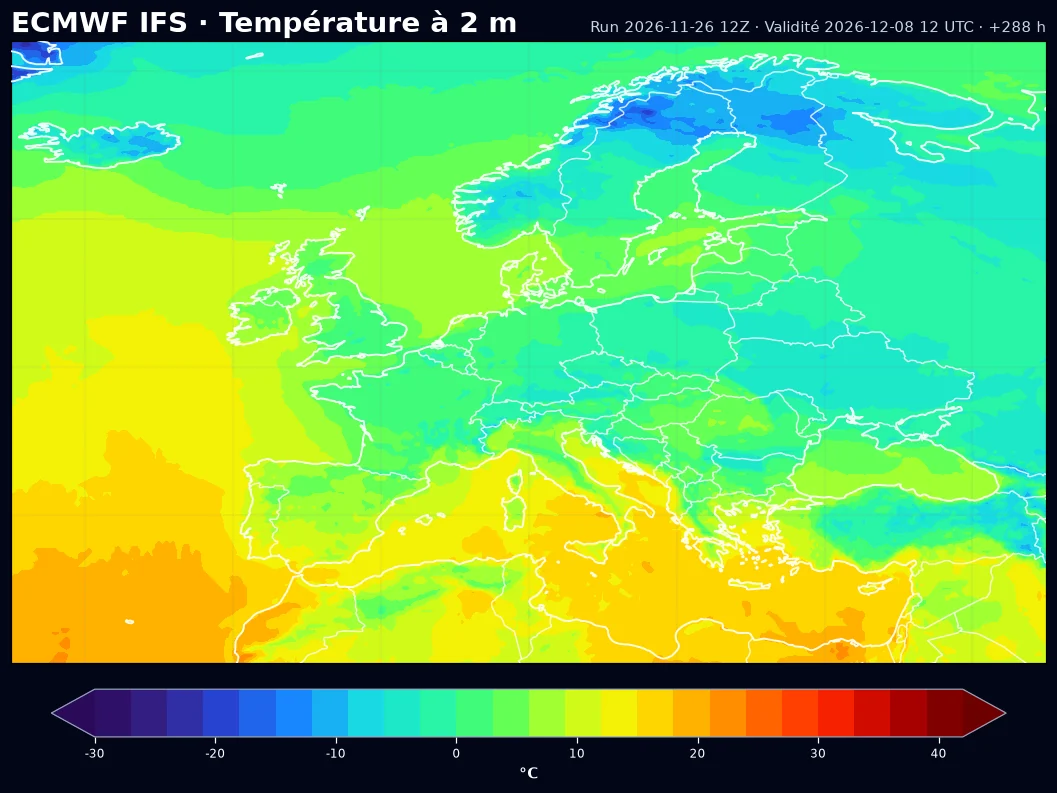 ECMWF IFS · Température à 2 m
Run 2026-11-26 12Z · Validité 2026-12-08 12 UTC · +288 h
-30 -20 -10 0 10 20 30 40
°C